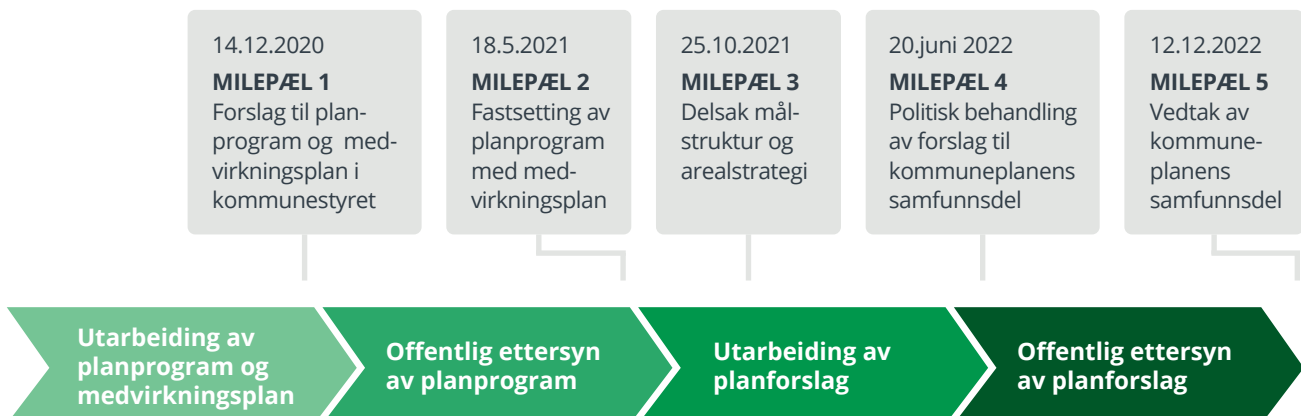 14.12.2020
MILEPÆL 1
Forslag til plan-
program og med-
virkningsplan i
kommunestyret
18.5.2021
MILEPÆL 2
Fastsetting av
planprogram
med med-
virkningsplan
25.10.2021
MILEPÆL 3
Delsak mål-
struktur og
arealstrategi
20.juni 2022
MILEPÆL 4
Politisk behandling
av forslag til
kommuneplanens
samfunnsdel
12.12.2022
MILEPÆL 5
Vedtak av
kommune-
planens
samfunnsdel
Utarbeiding av
planprogram og
medvirkningsplan
Offentlig ettersyn
av planprogram
Utarbeiding av
planforslag
Offentlig ettersyn
av planforslag